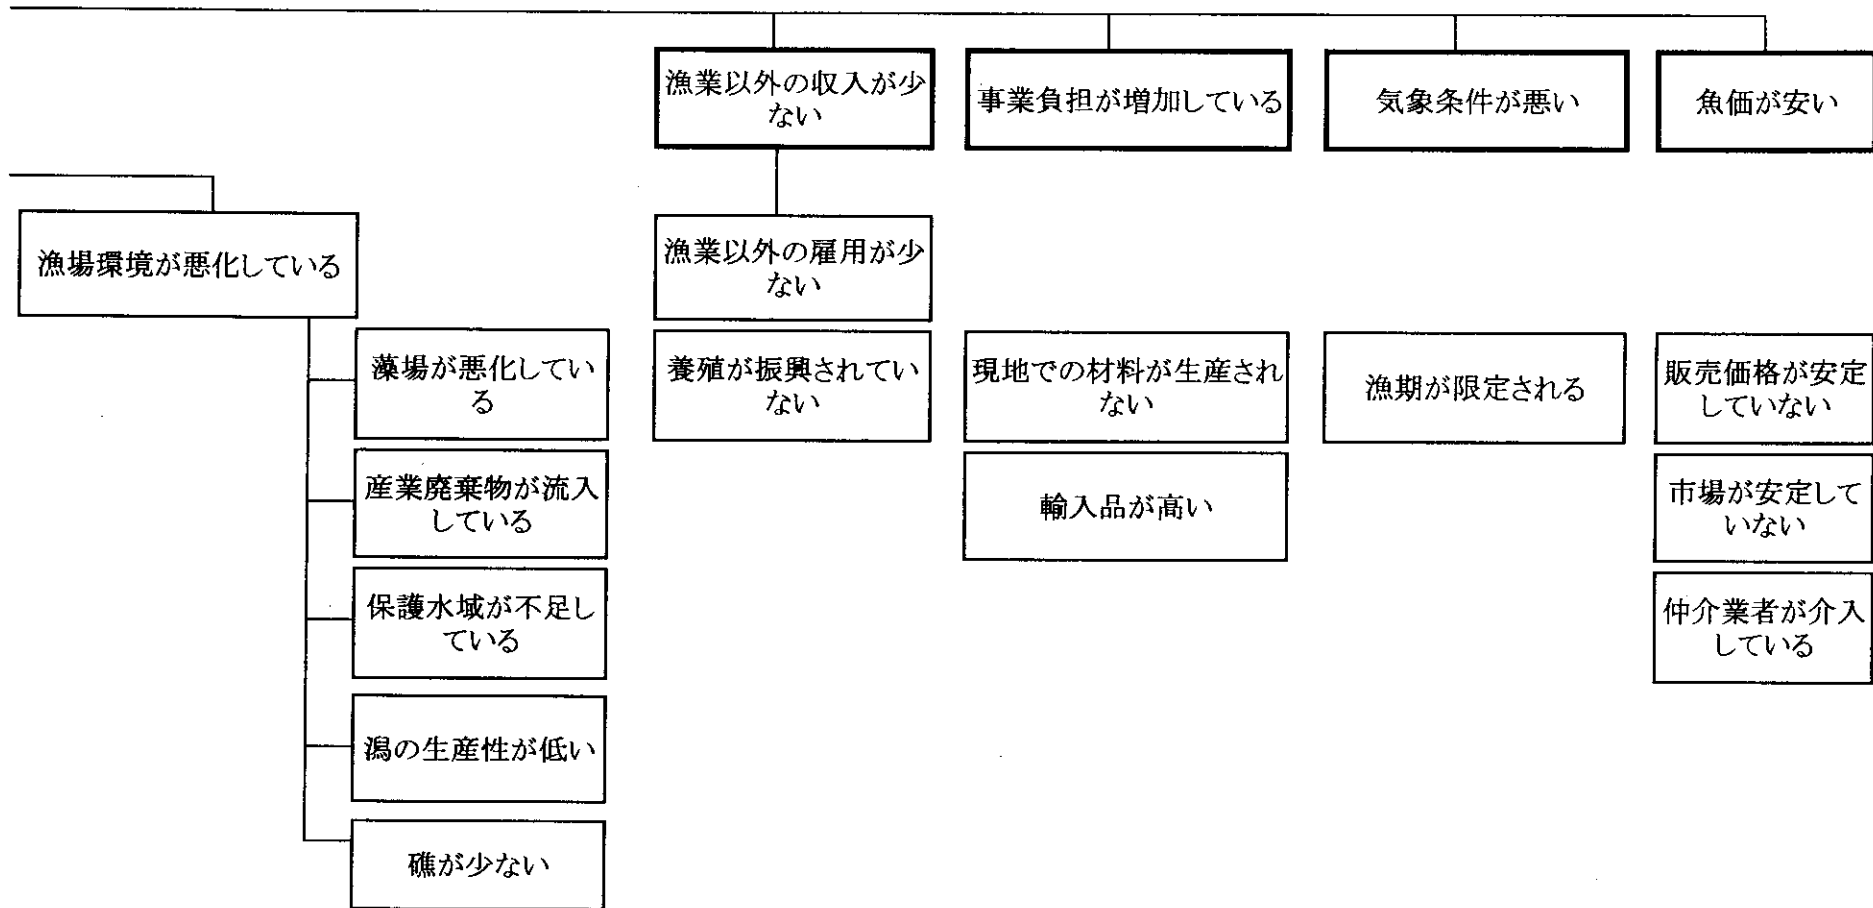 漁業以外の収入が少
ない
事業負担が増加している
気象条件が悪い
魚価が安い
漁場環境が悪化している
漁業以外の雇用が少
ない
藻場が悪化してい
る
産業廃棄物が流入
している
保護水域が不足し
ている
潟の生産性が低い
礁が少ない
養殖が振興されてい
ない
現地での材料が生産され
ない
輸入品が高い
漁期が限定される
販売価格が安定
していない
市場が安定して
いない
仲介業者が介入
している